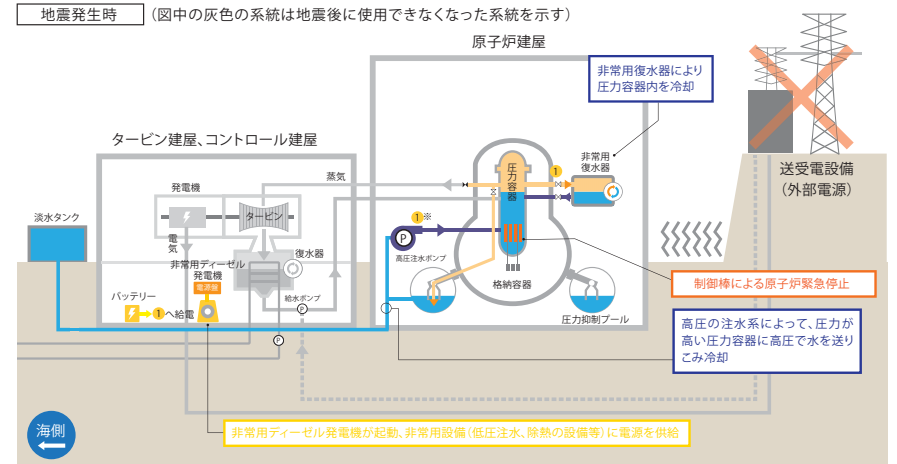 地震発生時 (図中の灰色の系統は地震後に使用できなくなった系統を示す)
原子炉建屋
非常用復水器により
圧力容器内を冷却
タービン建屋、コントロール建屋
送受電設備
(外部電源)
蒸気
圧力容器
1
非常用
復水器
発電機
タービン
淡水タンク
電気
1※
P
高圧注水ポンプ
復水器
非常用ディーゼル
発電機
電源盤
格納容器
制御棒による原子炉緊急停止
バッテリー
1へ給電
給水ポンプ
P
圧力抑制プール
高圧の注水系によって、圧力が
高い圧力容器に高圧で水を送り
こみ冷却
P
海側
非常用ディーゼル発電機が起動、非常用設備(低圧注水、除熱の設備等)に電源を供給